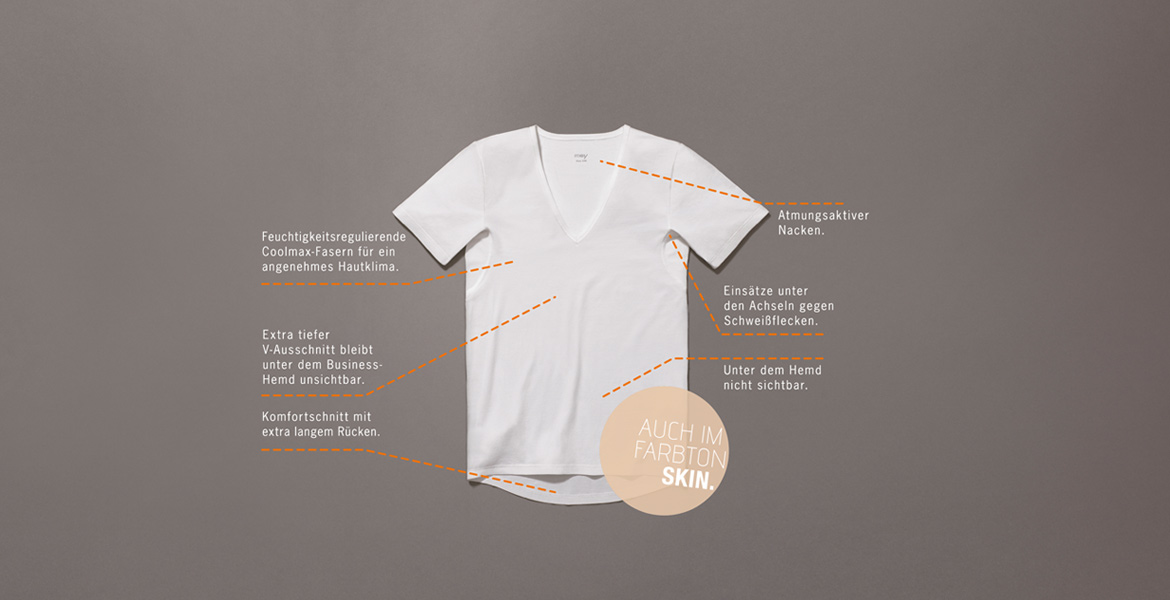 mey
Atmungsaktiver
Nacken.
Feuchtigkeitsregulierende
Coolmax-Fasern für ein
angenehmes Hautklima.
Einsätze unter
den Achseln gegen
Schweißflecken.
Extra tiefer
V-Ausschnitt bleibt
unter dem Business-
Hemd unsichtbar.
Unter dem Hemd
nicht sichtbar.
Komfortschnitt mit
extra langem Rücken.
AUCH IM
FARBTON
SKIN.